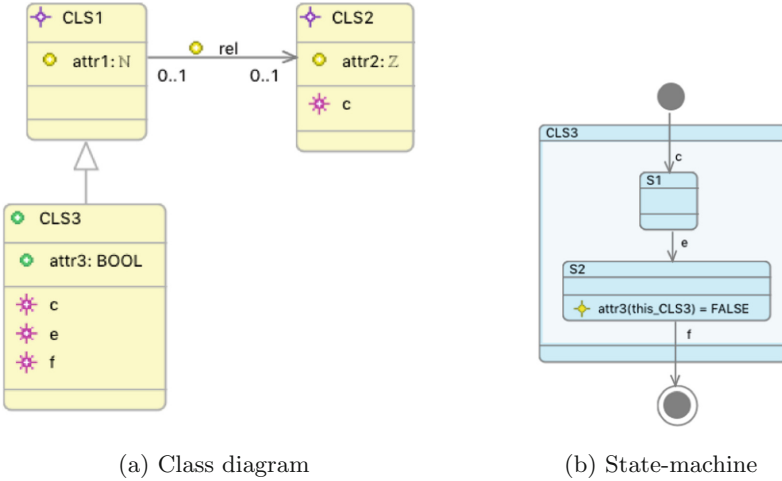 CLS1
attr1: ℕ
rel
0..1
0..1
CLS2
attr2: ℤ
c
CLS3
attr3: BOOL
c
e
f
(a) Class diagram
CLS3
c
S1
e
S2
attr3(this_CLS3) = FALSE
f
(b) State-machine